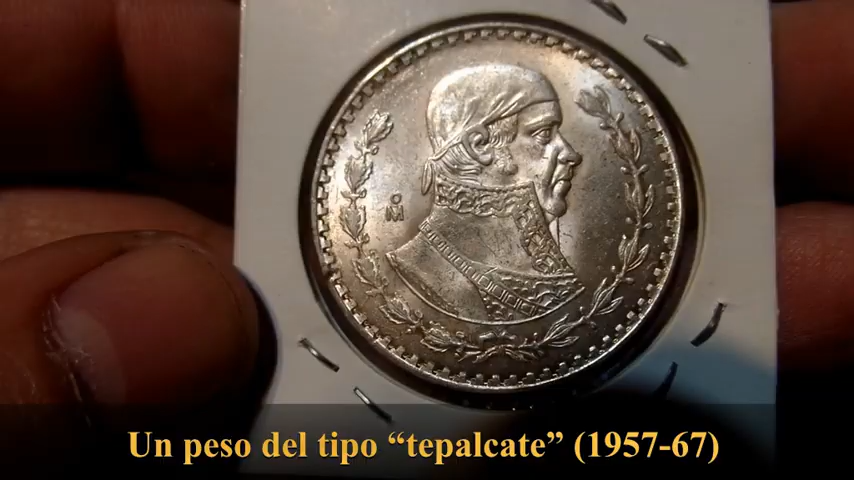 M̊
Un peso del tipo “tepalcate” (1957-67)